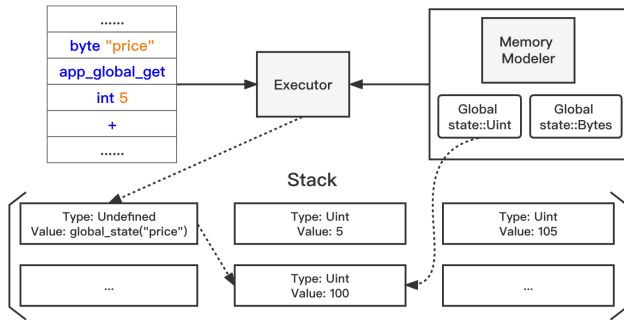 ......
byte "price"
app_global_get
int 5
+
......
Executor
Memory
Modeler
Global
state::Uint
Global
state::Bytes
Stack
Type: Undefined
Value: global_state("price")
Type: Uint
Value: 5
Type: Uint
Value: 105
...
Type: Uint
Value: 100
...